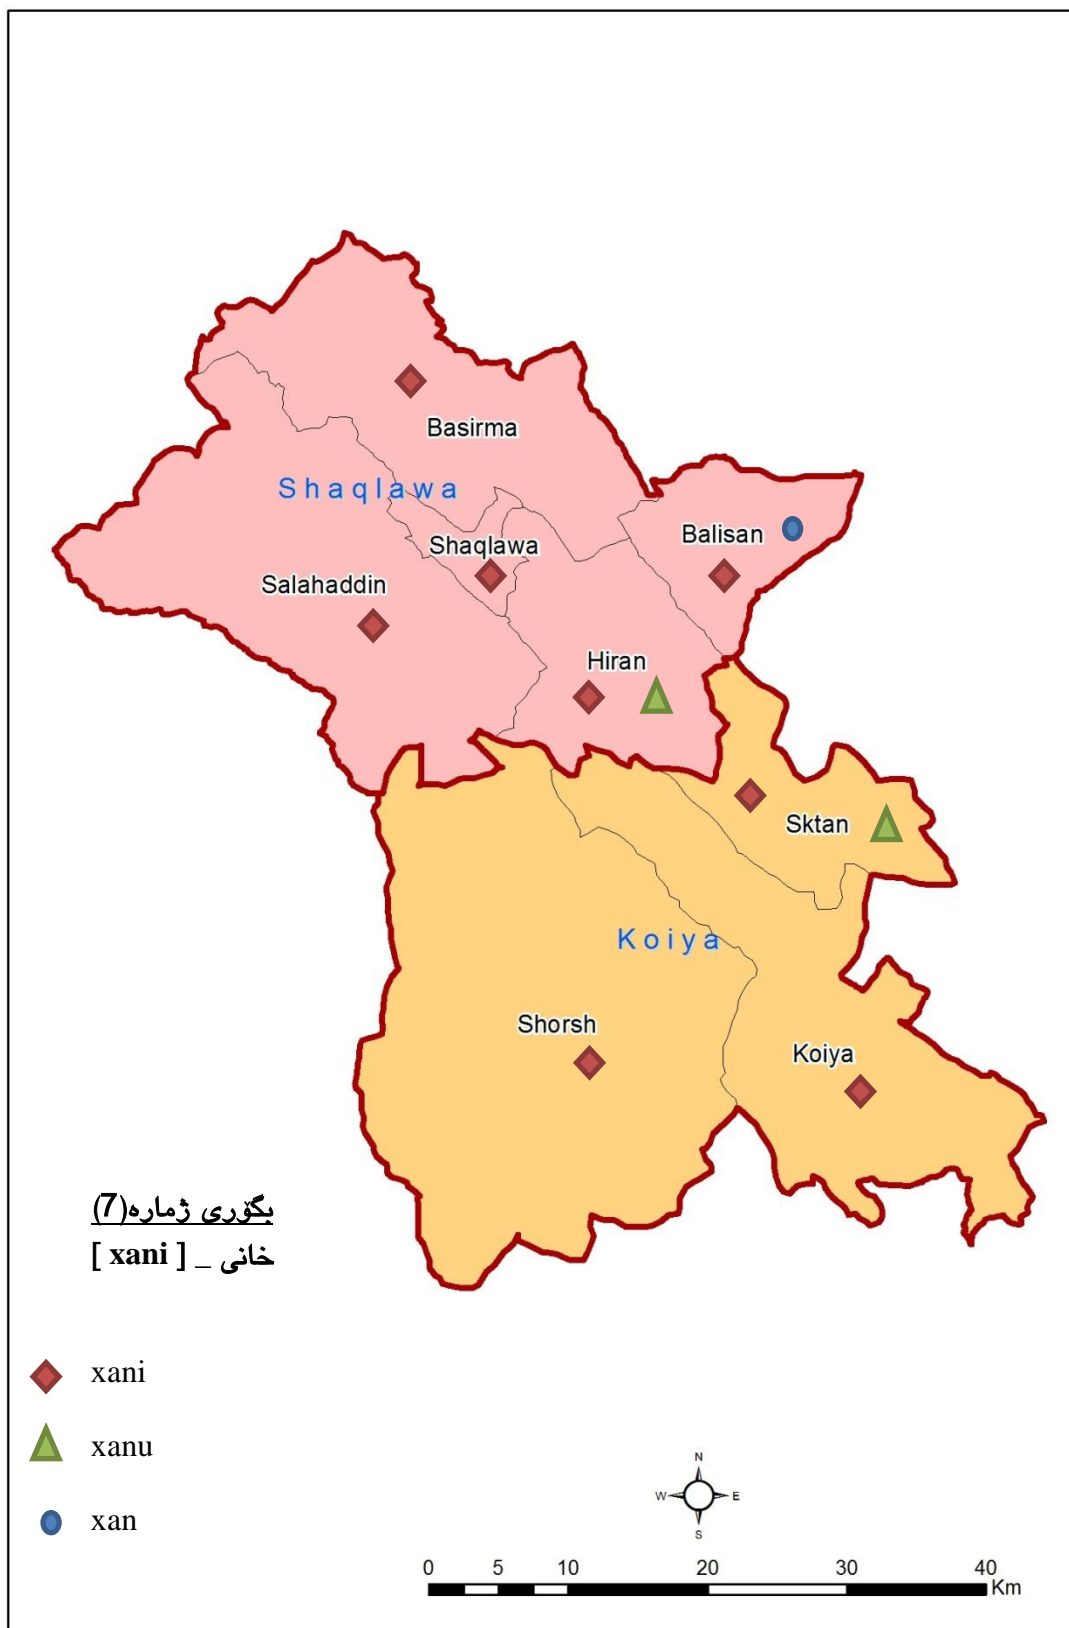 Basirma
Shaqlawa
Shaqlawa
Balisan
Salahaddin
Hiran
Sktan
Koiya
Shorsh
Koiya
بگۆری ژماره(7)
خانی _ [ xani ]
xani
xanu
xan
N
W E
S
0 5 10 20 30 40
Km